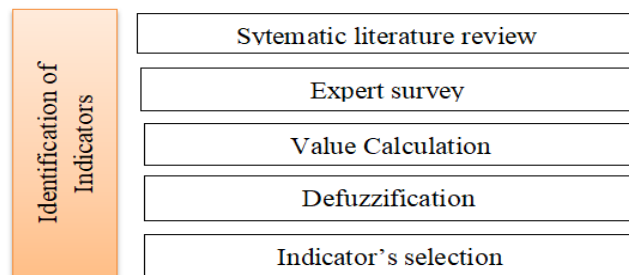 Identification of
Indicators
Sytematic literature review
Expert survey
Value Calculation
Defuzzification
Indicator’s selection